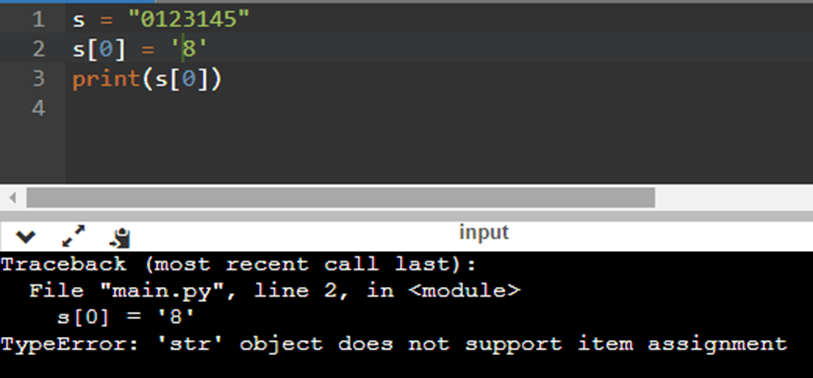 1 s = "0123145"
2 s[0] = '8'
3 print(s[0])
4
input
Traceback (most recent call last):
  File "main.py", line 2, in <module>
    s[0] = '8'
TypeError: 'str' object does not support item assignment